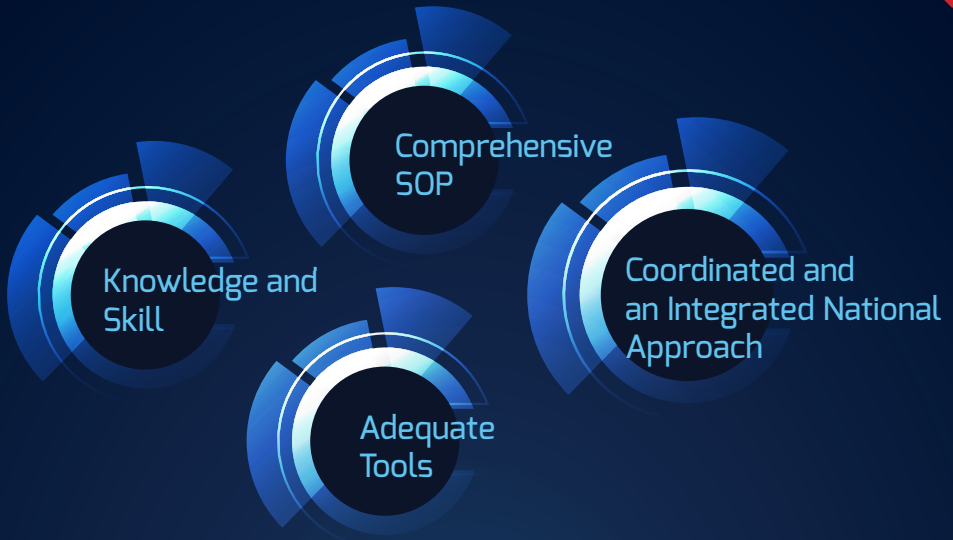 Comprehensive
SOP
Knowledge and
Skill
Coordinated and
an Integrated National
Approach
Adequate
Tools